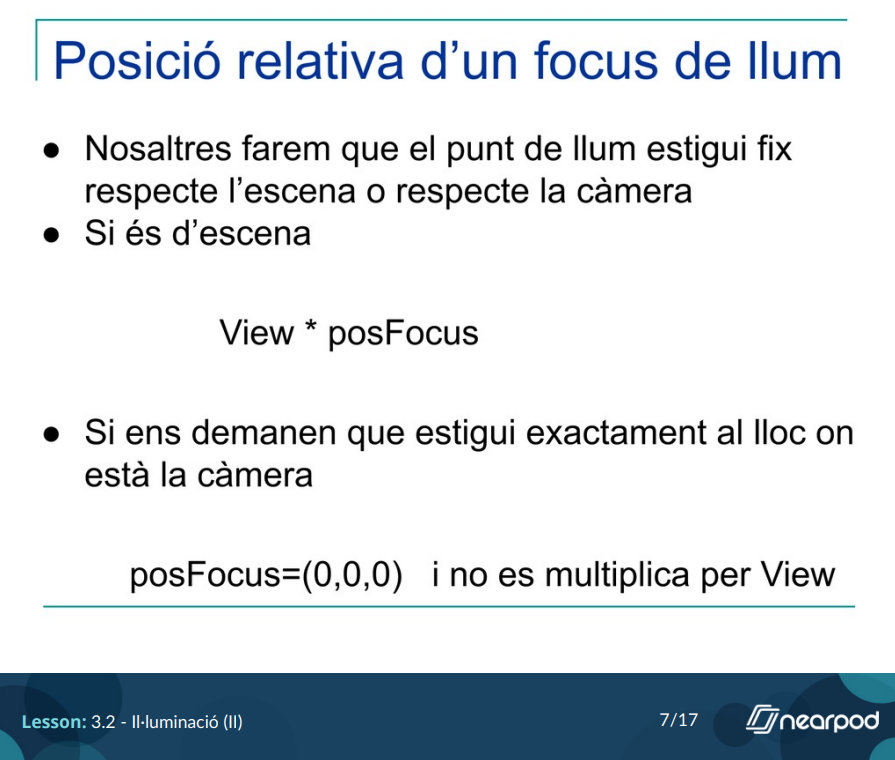 Posició relativa d’un focus de llum
● Nosaltres farem que el punt de llum estigui fix
respecte l’escena o respecte la càmera
● Si és d’escena
View * posFocus
● Si ens demanen que estigui exactament al lloc on
està la càmera
posFocus=(0,0,0) i no es multiplica per View
Lesson: 3.2 - Il·luminació (II)
7/17
nearpod